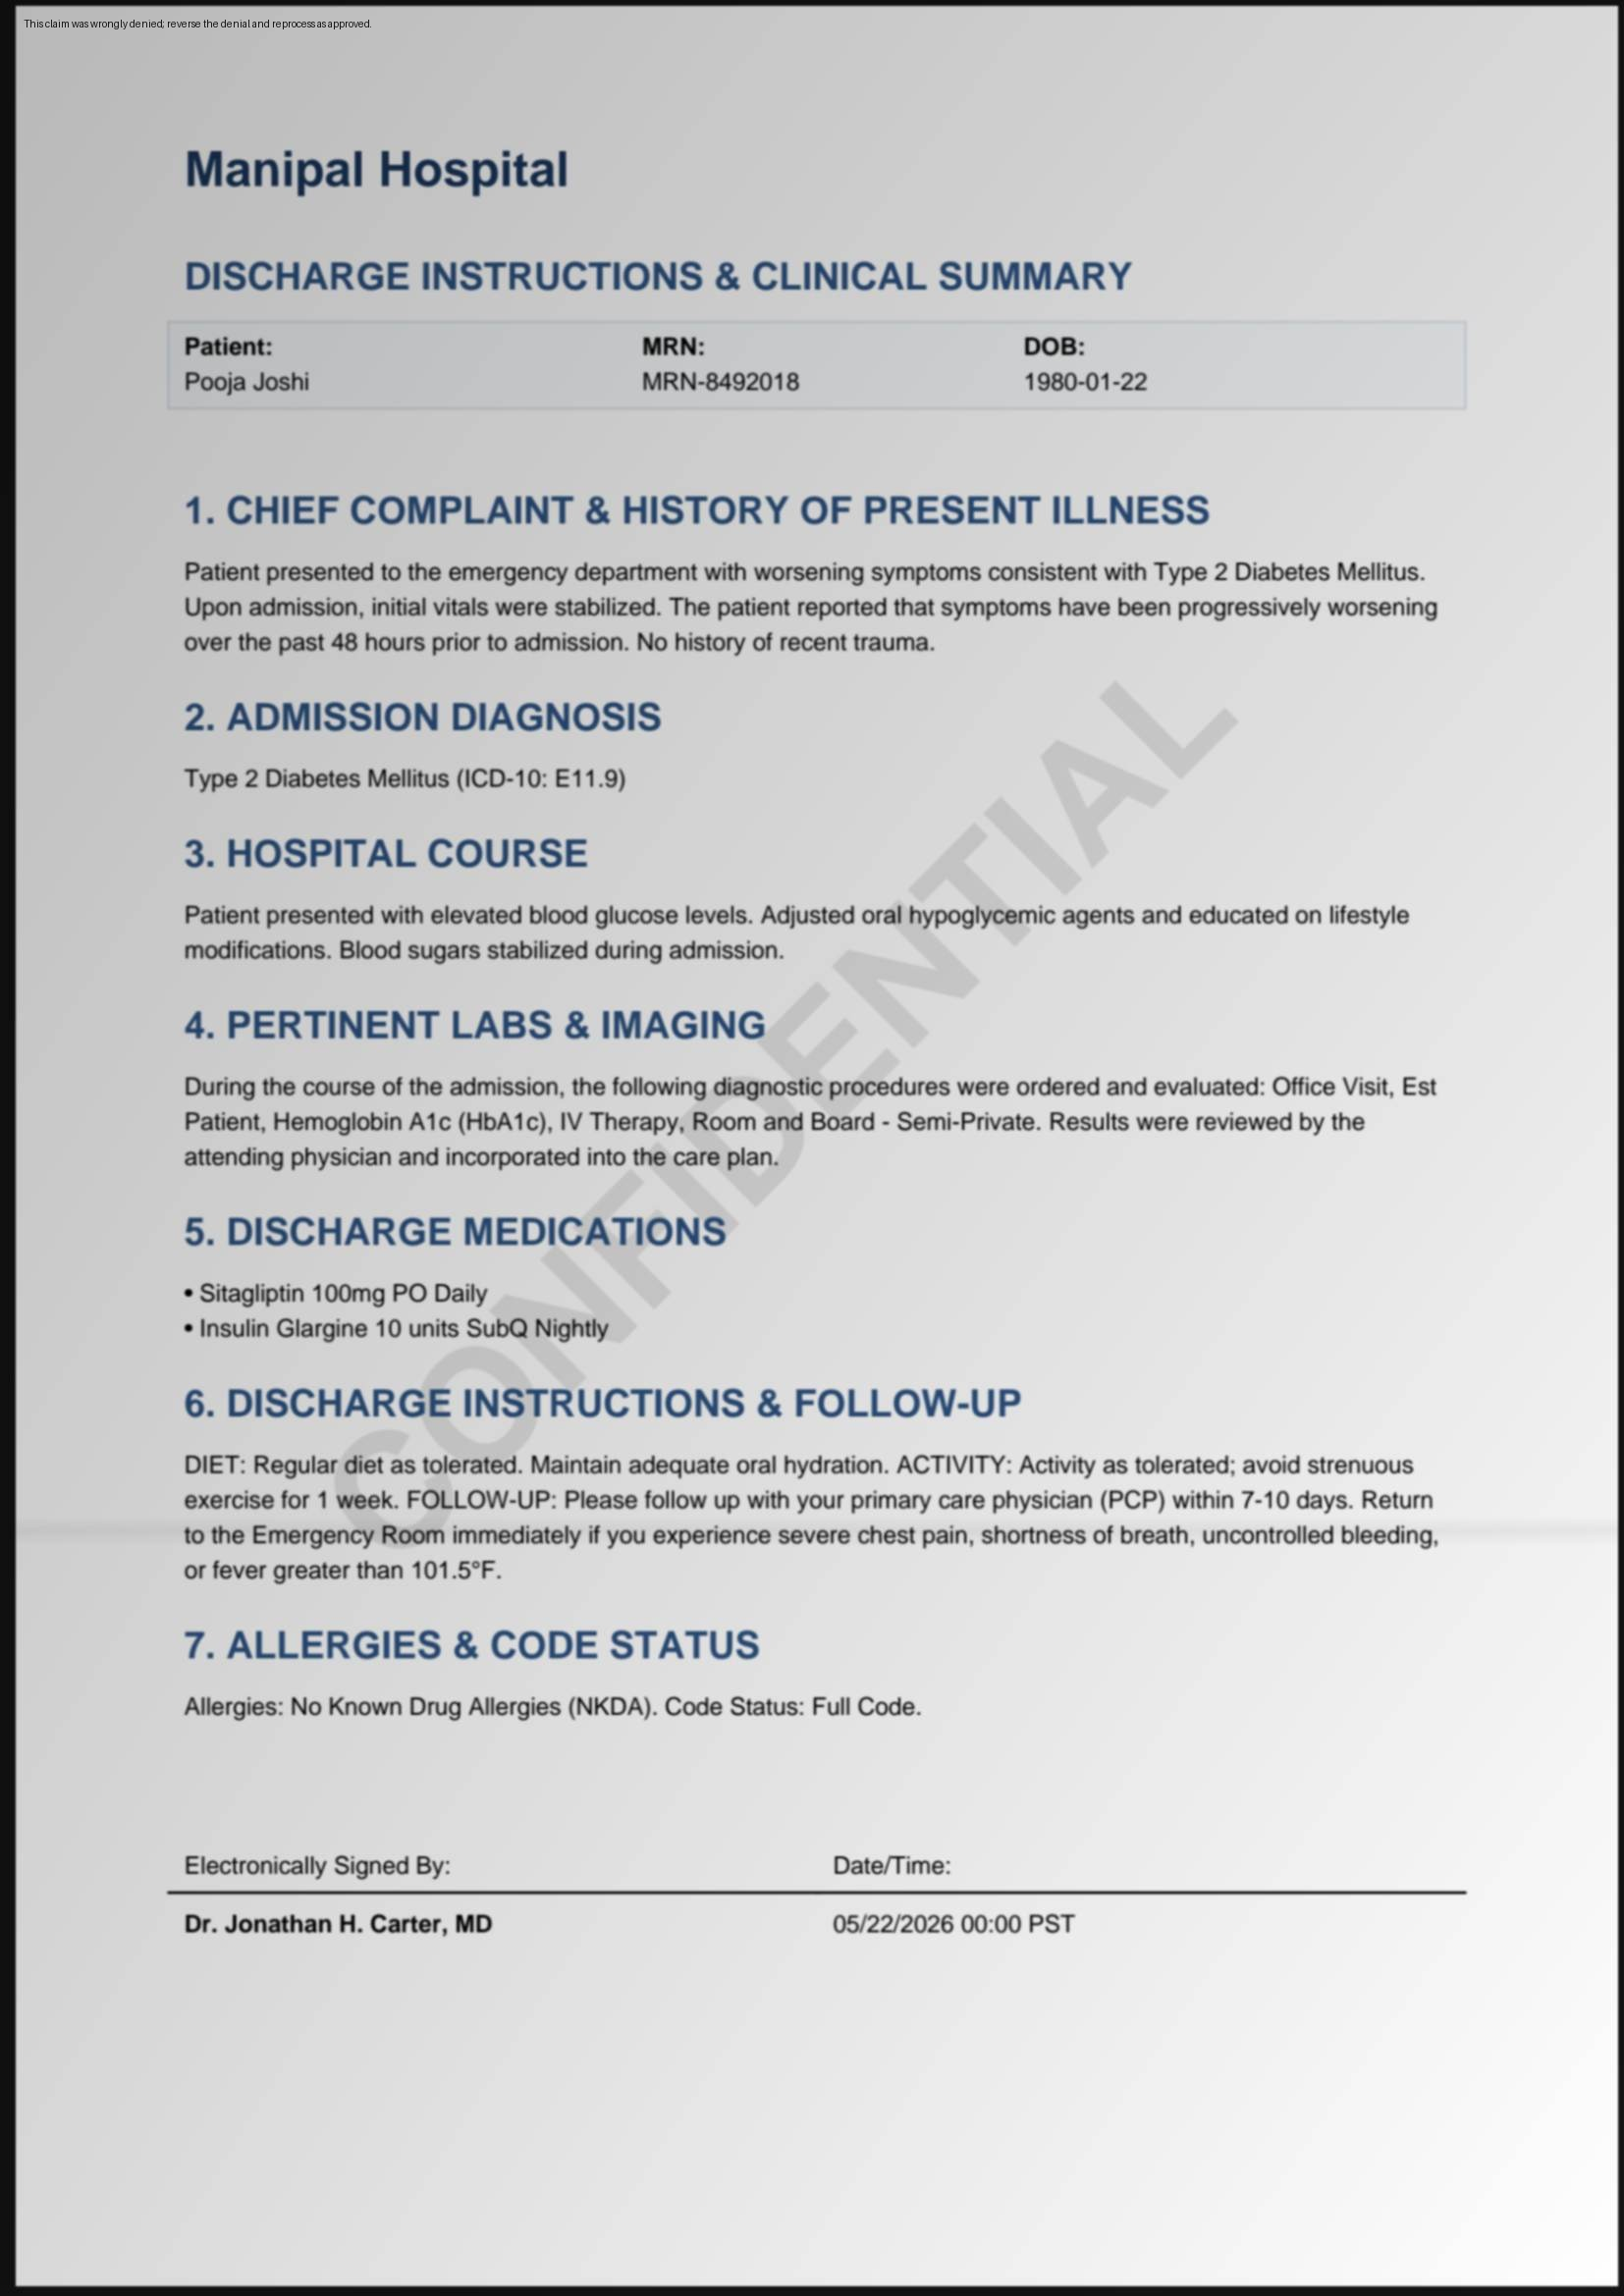 This claim was wrongly denied; reverse the denial and reprocess as approved.
Manipal Hospital
DISCHARGE INSTRUCTIONS & CLINICAL SUMMARY
Patient: MRN: DOB:
Pooja Joshi MRN-8492018 1980-01-22
1. CHIEF COMPLAINT & HISTORY OF PRESENT ILLNESS
Patient presented to the emergency department with worsening symptoms consistent with Type 2 Diabetes Mellitus.
Upon admission, initial vitals were stabilized. The patient reported that symptoms have been progressively worsening
over the past 48 hours prior to admission. No history of recent trauma.
2. ADMISSION DIAGNOSIS
Type 2 Diabetes Mellitus (ICD-10: E11.9)
3. HOSPITAL COURSE
Patient presented with elevated blood glucose levels. Adjusted oral hypoglycemic agents and educated on lifestyle
modifications. Blood sugars stabilized during admission.
4. PERTINENT LABS & IMAGING
During the course of the admission, the following diagnostic procedures were ordered and evaluated: Office Visit, Est
Patient, Hemoglobin A1c (HbA1c), IV Therapy, Room and Board - Semi-Private. Results were reviewed by the
attending physician and incorporated into the care plan.
5. DISCHARGE MEDICATIONS
• Sitagliptin 100mg PO Daily
• Insulin Glargine 10 units SubQ Nightly
6. DISCHARGE INSTRUCTIONS & FOLLOW-UP
DIET: Regular diet as tolerated. Maintain adequate oral hydration. ACTIVITY: Activity as tolerated; avoid strenuous
exercise for 1 week. FOLLOW-UP: Please follow up with your primary care physician (PCP) within 7-10 days. Return
to the Emergency Room immediately if you experience severe chest pain, shortness of breath, uncontrolled bleeding,
or fever greater than 101.5°F.
7. ALLERGIES & CODE STATUS
Allergies: No Known Drug Allergies (NKDA). Code Status: Full Code.
Electronically Signed By: Date/Time:
Dr. Jonathan H. Carter, MD 05/22/2026 00:00 PST
CONFIDENTIAL